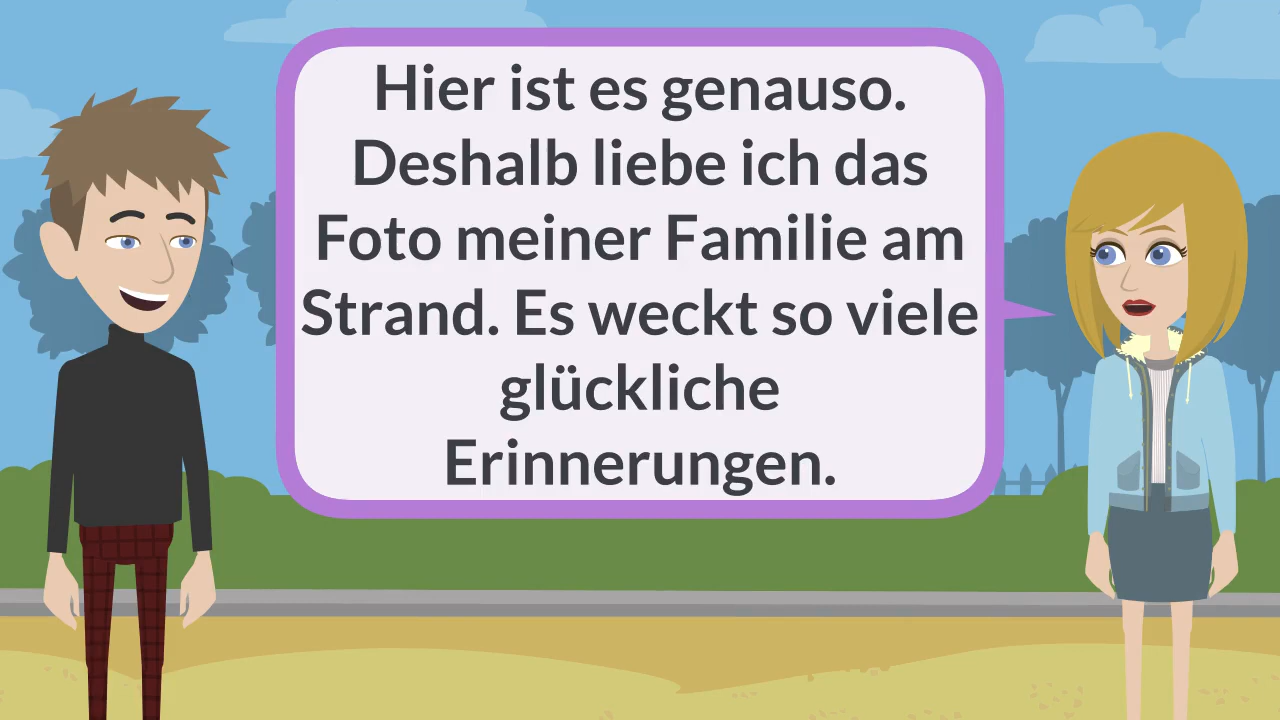 Hier ist es genauso.
Deshalb liebe ich das
Foto meiner Familie am
Strand. Es weckt so viele
glückliche
Erinnerungen.